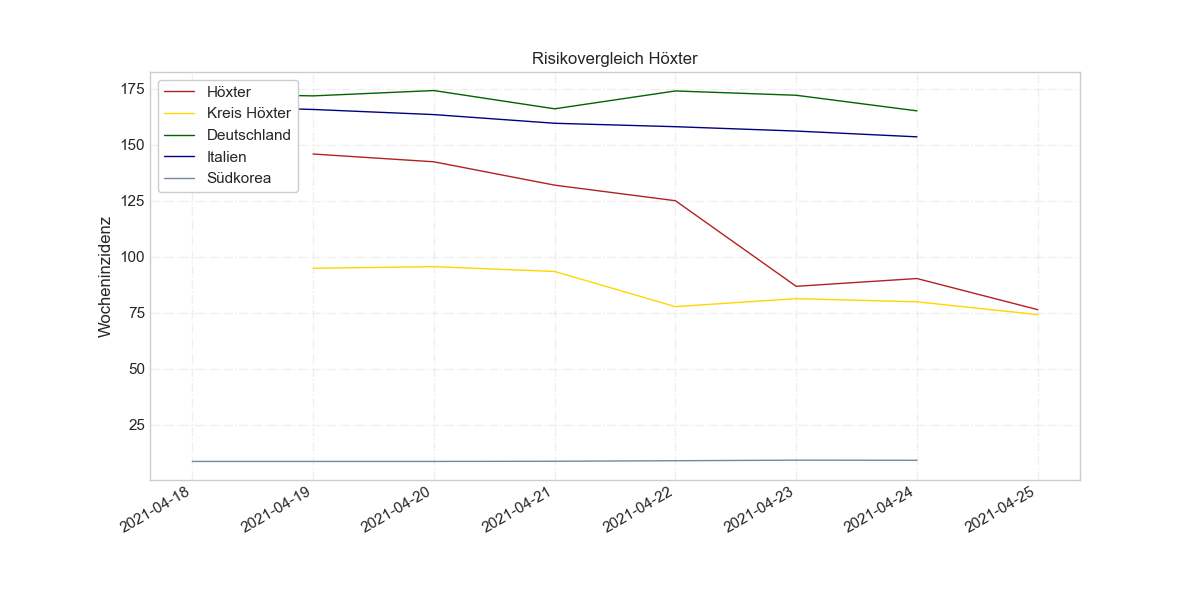 Risikovergleich Höxter
Wocheninzidenz
175
150
125
100
75
50
25
Höxter
Kreis Höxter
Deutschland
Italien
Südkorea
2021-04-18
2021-04-19
2021-04-20
2021-04-21
2021-04-22
2021-04-23
2021-04-24
2021-04-25